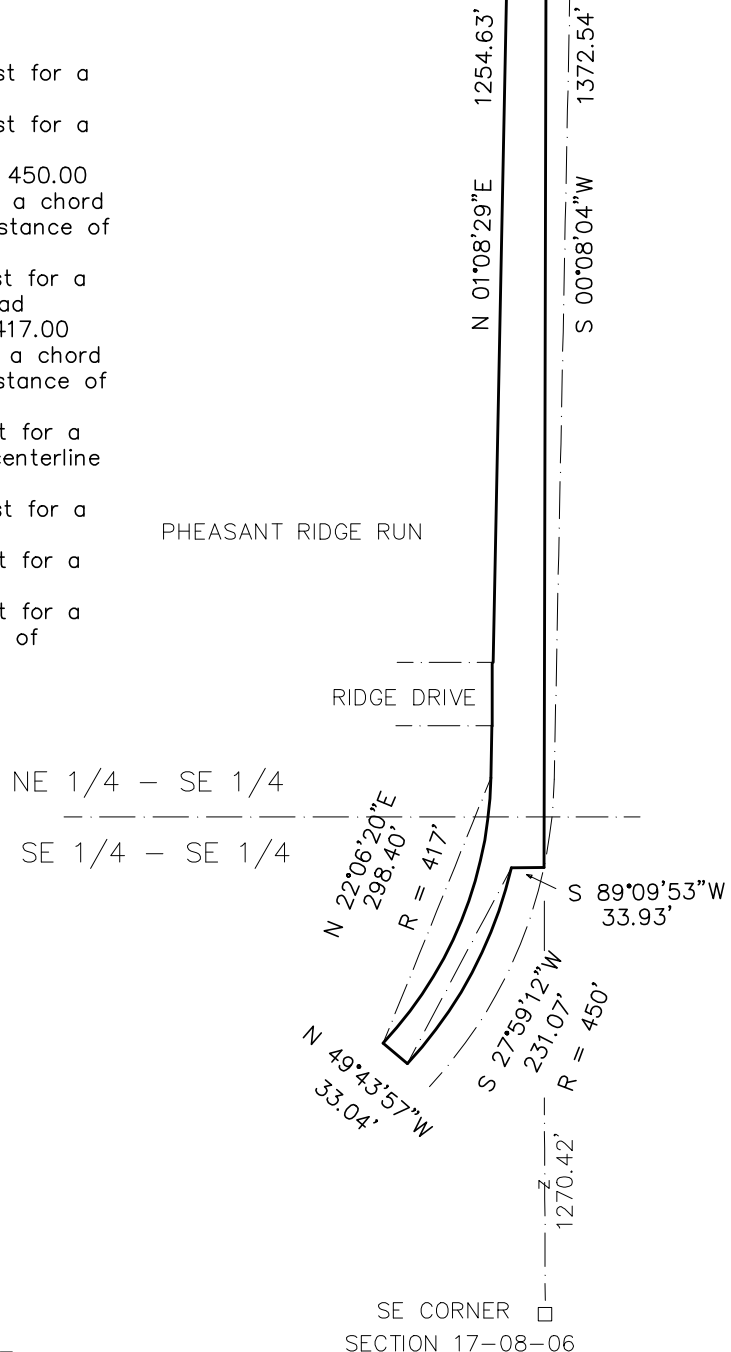 st for a
st for a
450.00
a chord
stance of
st for a
ad
417.00
a chord
stance of
t for a
centerline
st for a
t for a
t for a
of
1254.63'
N 01°08'29"E
1372.54'
S 00°08'04"W
PHEASANT RIDGE RUN
RIDGE DRIVE
NE 1/4 - SE 1/4
SE 1/4 - SE 1/4
N 22°06'20"E
298.40'
R = 417'
S 89°09'53"W
33.93'
S 27°59'12"W
231.07'
R = 450'
N 49°43'57"W
33.04'
N
1270.42'
SE CORNER
SECTION 17-08-06